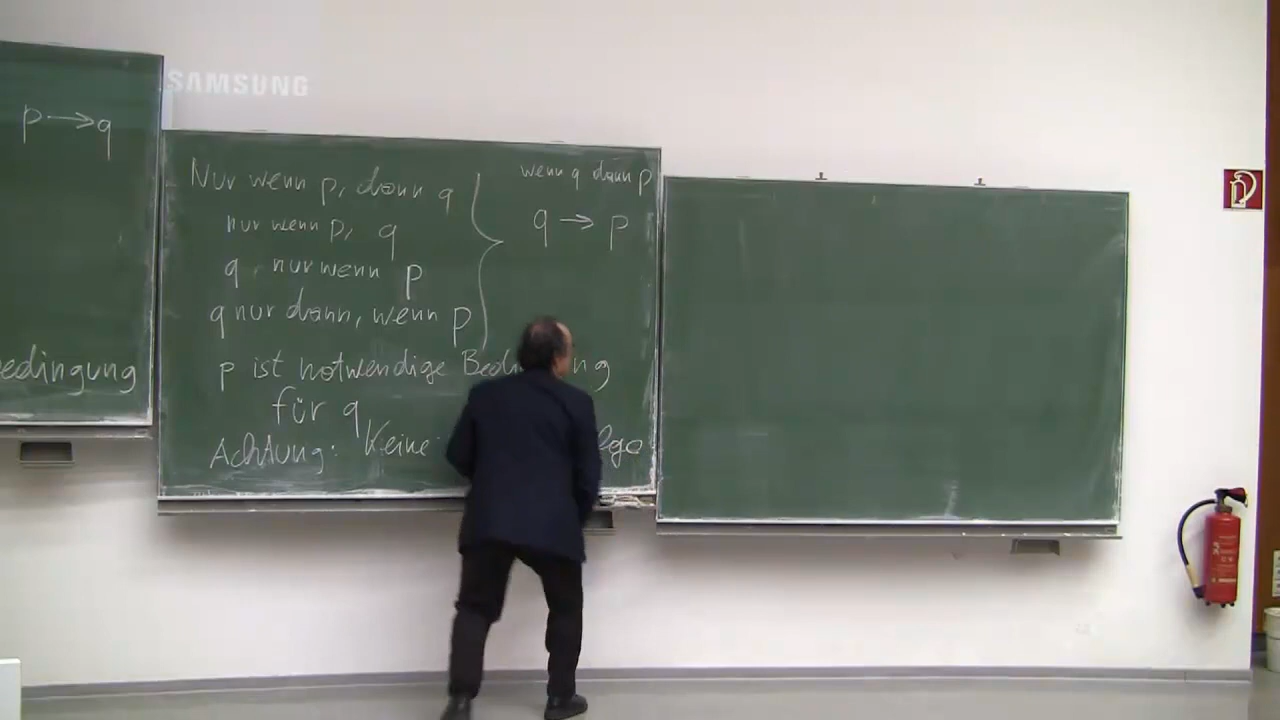 SAMSUNG
p → q
edingung
Nur wenn p, dann q
nur wenn p, q
q nur wenn p
q nur dann, wenn p
wenn q dann p
q → p
p ist notwendige
für q
Achtung: Keine